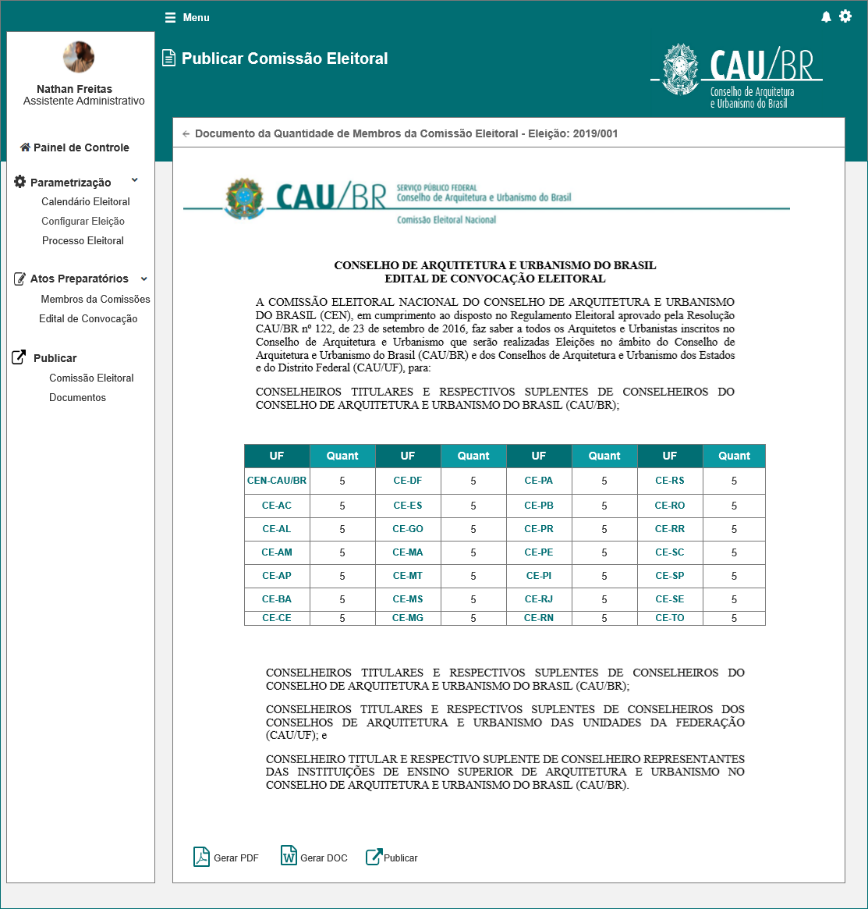 Menu
Nathan Freitas
Assistente Administrativo
Painel de Controle
Parametrização
Calendário Eleitoral
Configurar Eleição
Processo Eleitoral
Atos Preparatórios
Membros da Comissões
Edital de Convocação
Publicar
Comissão Eleitoral
Documentos
Publicar Comissão Eleitoral
CAU/BR
Conselho de Arquitetura
e Urbanismo do Brasil
Documento da Quantidade de Membros da Comissão Eleitoral - Eleição: 2019/001
CAU/BR
SERVIÇO PÚBLICO FEDERAL
Conselho de Arquitetura e Urbanismo do Brasil
Comissão Eleitoral Nacional
CONSELHO DE ARQUITETURA E URBANISMO DO BRASIL
EDITAL DE CONVOCAÇÃO ELEITORAL
A COMISSÃO ELEITORAL NACIONAL DO CONSELHO DE ARQUITETURA E URBANISMO
DO BRASIL (CEN), em cumprimento ao disposto no Regulamento Eleitoral aprovado pela Resolução
CAU/BR nº 122, de 23 de setembro de 2016, faz saber a todos os Arquitetos e Urbanistas inscritos no
Conselho de Arquitetura e Urbanismo que serão realizadas Eleições no âmbito do Conselho de
Arquitetura e Urbanismo do Brasil (CAU/BR) e dos Conselhos de Arquitetura e Urbanismo dos Estados
e do Distrito Federal (CAU/UF), para:
CONSELHEIROS TITULARES E RESPECTIVOS SUPLENTES DE CONSELHEIROS DO
CONSELHO DE ARQUITETURA E URBANISMO DO BRASIL (CAU/BR);
UF Quant UF Quant UF Quant UF Quant
CEN-CAU/BR 5 CE-DF 5 CE-PA 5 CE-RS 5
CE-AC 5 CE-ES 5 CE-PB 5 CE-RO 5
CE-AL 5 CE-GO 5 CE-PR 5 CE-RR 5
CE-AM 5 CE-MA 5 CE-PE 5 CE-SC 5
CE-AP 5 CE-MT 5 CE-PI 5 CE-SP 5
CE-BA 5 CE-MS 5 CE-RJ 5 CE-SE 5
CE-CE 5 CE-MG 5 CE-RN 5 CE-TO 5
CONSELHEIROS TITULARES E RESPECTIVOS SUPLENTES DE CONSELHEIROS DO
CONSELHO DE ARQUITETURA E URBANISMO DO BRASIL (CAU/BR);
CONSELHEIROS TITULARES E RESPECTIVOS SUPLENTES DE CONSELHEIROS DOS
CONSELHOS DE ARQUITETURA E URBANISMO DAS UNIDADES DA FEDERAÇÃO
(CAU/UF); e
CONSELHEIRO TITULAR E RESPECTIVO SUPLENTE DE CONSELHEIRO REPRESENTANTES
DAS INSTITUIÇÕES DE ENSINO SUPERIOR DE ARQUITETURA E URBANISMO NO
CONSELHO DE ARQUITETURA E URBANISMO DO BRASIL (CAU/BR).
Gerar PDF
W Gerar DOC
Publicar